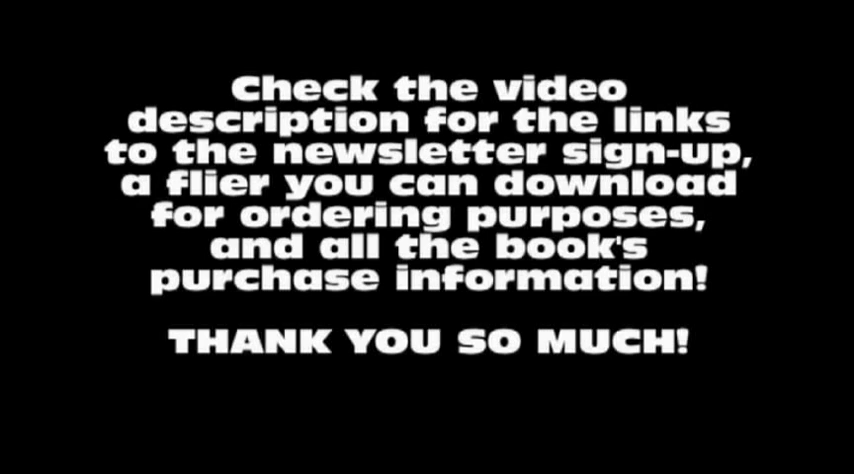 Check the video
description for the links
to the newsletter sign-up,
a flier you can download
for ordering purposes,
and all the book's
purchase information!
THANK YOU SO MUCH!